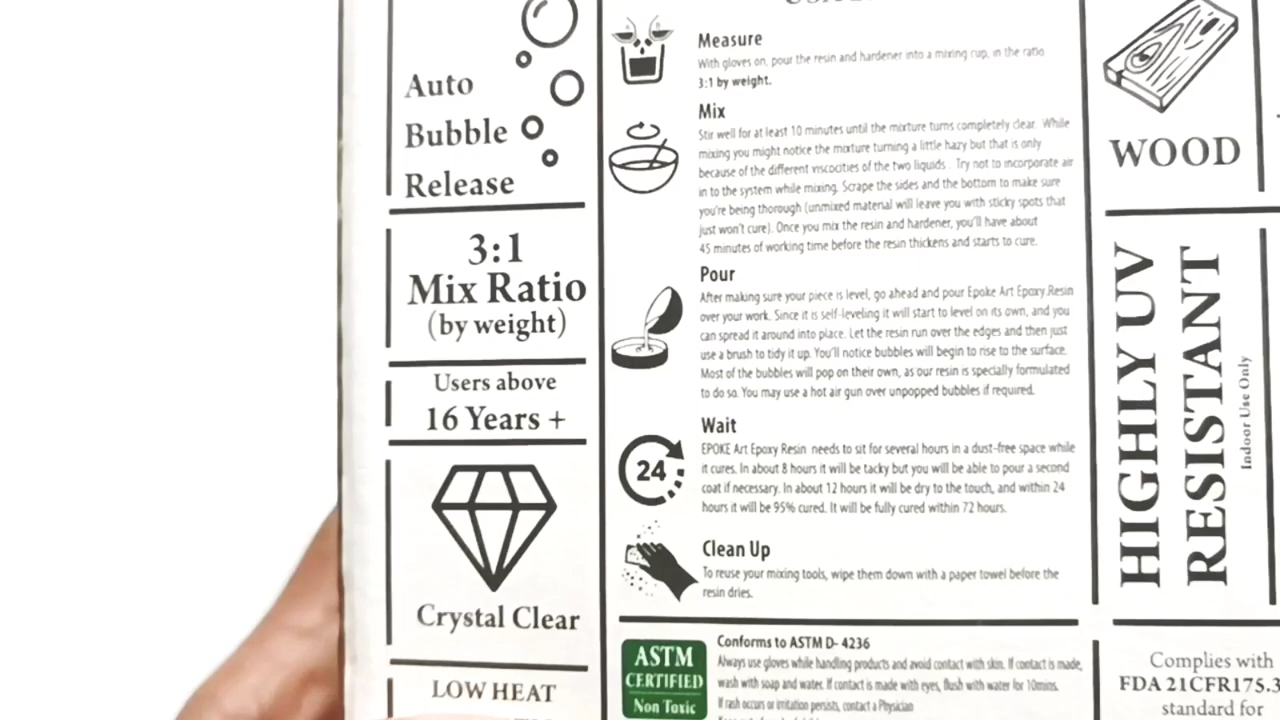 Auto
Bubble
Release
3:1
Mix Ratio
(by weight)
Users above
16 Years +
Crystal Clear
LOW HEAT
Measure
With gloves on, pour the resin and hardener into a mixing cup, in the ratio
3:1 by weight.
Mix
Stir well for at least 10 minutes until the mixture turns completely clear. While
mixing you might notice the mixture turning a little hazy but that is only
because of the different viscocities of the two liquids . Try not to incorporate air
in to the system while mixing. Scrape the sides and the bottom to make sure
you're being thorough (unmixed material will leave you with sticky spots that
just won't cure). Once you mix the resin and hardener, you'll have about
45 minutes of working time before the resin thickens and starts to cure.
Pour
After making sure your piece is level, go ahead and pour Epoke Art Epoxy Resin
over your work. Since it is self-leveling it will start to level on its own, and you
can spread it around into place. Let the resin run over the edges and then just
use a brush to tidy it up. You'll notice bubbles will begin to rise to the surface.
Most of the bubbles will pop on their own, as our resin is specially formulated
to do so. You may use a hot air gun over unpopped bubbles if required.
Wait
24
EPOKE Art Epoxy Resin needs to sit for several hours in a dust-free space while
it cures. In about 8 hours it will be tacky but you will be able to pour a second
coat if necessary. In about 12 hours it will be dry to the touch, and within 24
hours it will be 95% cured. It will be fully cured within 72 hours.
Clean Up
To reuse your mixing tools, wipe them down with a paper towel before the
resin dries.
ASTM
CERTIFIED
Non Toxic
Conforms to ASTM D- 4236
Always use gloves while handling products and avoid contact with skin. If contact is made,
wash with soap and water. If contact is made with eyes, flush with water for 10mins.
If rash occurs or irritation persists, contact a Physician
WOOD
HIGHLY UV
RESISTANT
Indoor Use Only
Complies with
FDA 21CFR175.3
standard for